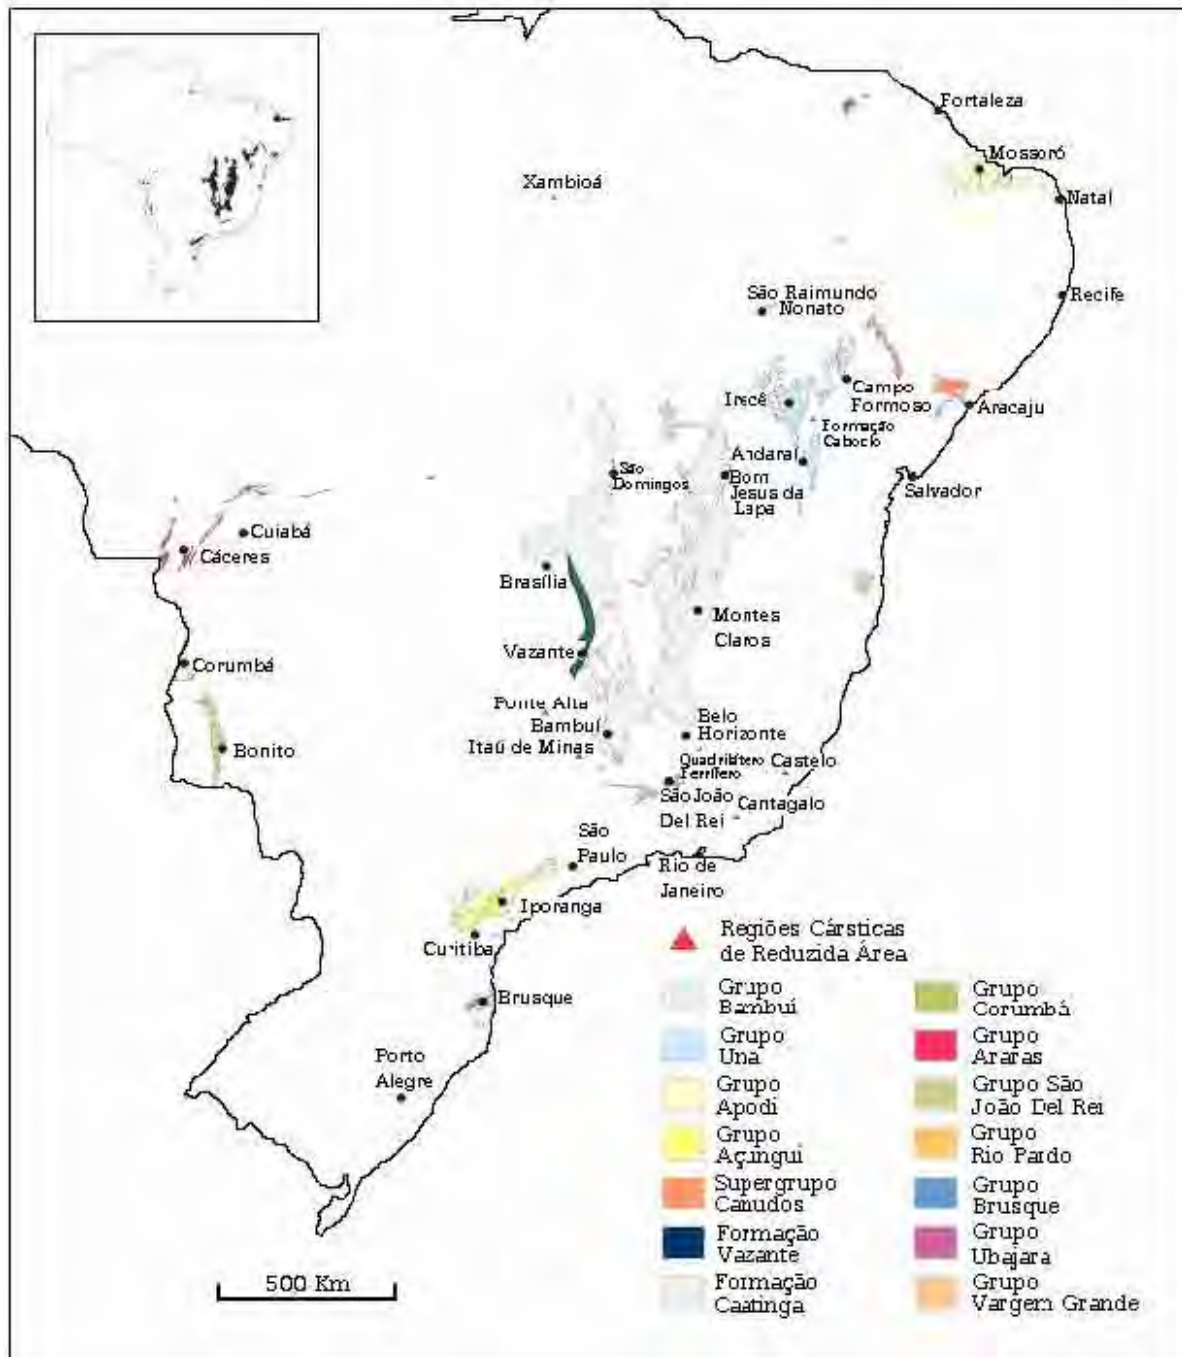 Fortaleza
Mossoró
Xambioá
Natal
São Raimundo
Nonato
Recife
Irecê
Campo
Formoso
Aracaju
Formação
Caboclo
Andaraí
São
Domingos
Bom
Jesus da
Lapa
Salvador
Cuiabá
Cáceres
Brasília
Montes
Claros
Vazante
Corumbá
Ponte Alta
Bambuí
Itaú de Minas
Belo
Horizonte
Bonito
Quadrilátero
Ferrífero
Castelo
São João
Del Rei
Cantagalo
São
Paulo
Rio de
Janeiro
Iporanga
Curitiba
Brusque
Porto
Alegre
Regiões Cársticas
de Reduzida Área
Grupo
Bambuí
Grupo
Una
Grupo
Apodi
Grupo
Açungui
Supergrupo
Canudos
Formação
Vazante
Formação
Caatinga
Grupo
Corumbá
Grupo
Araras
Grupo São
João Del Rei
Grupo
Rio Pardo
Grupo
Brusque
Grupo
Ubajara
Grupo
Vargem Grande
500 Km